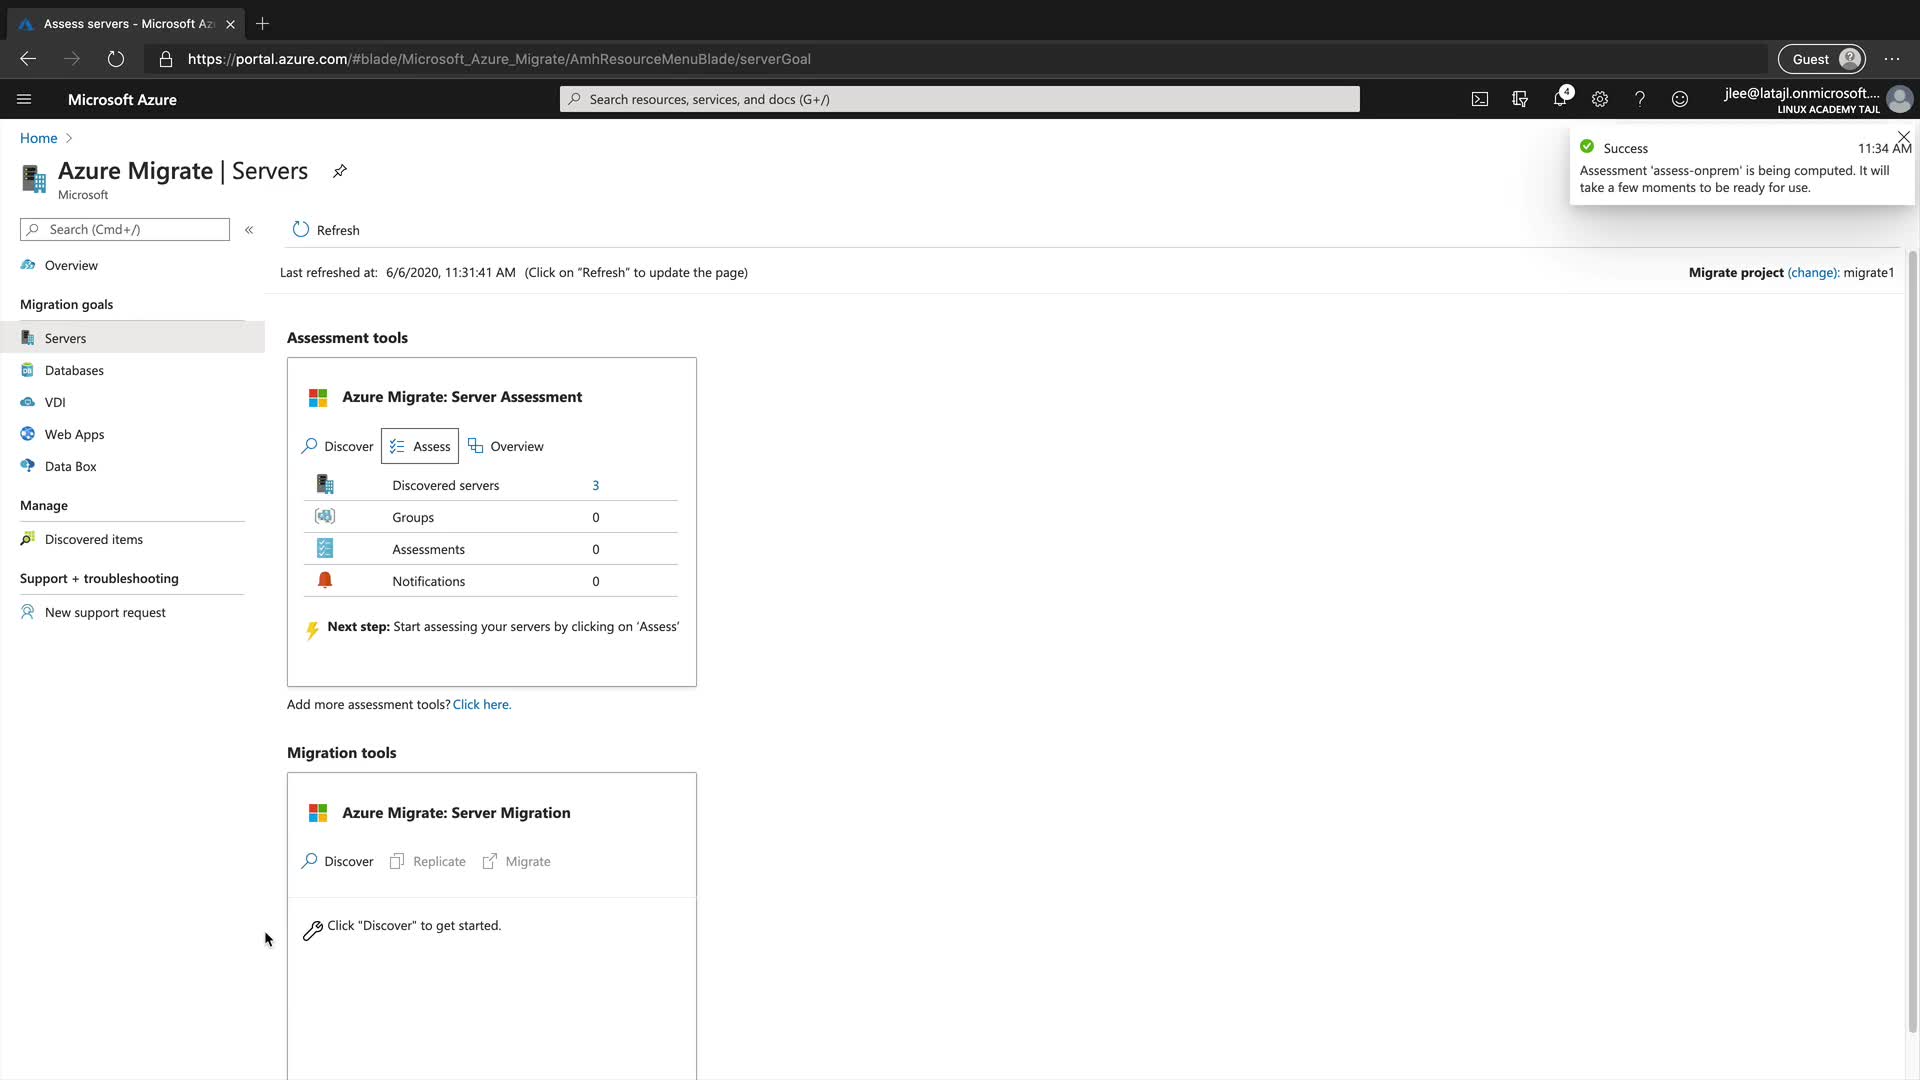 Assess servers - Microsoft Az
https://portal.azure.com/#blade/Microsoft_Azure_Migrate/AmhResourceMenuBlade/serverGoal
Guest
Microsoft Azure
Search resources, services, and docs (G+/)
4
jlee@latajl.onmicrosoft....
LINUX ACADEMY TAJL
Home
Success
11:34 AM
Assessment 'assess-onprem' is being computed. It will
take a few moments to be ready for use.
Azure Migrate | Servers
Microsoft
Search (Cmd+/)
«
Refresh
Overview
Last refreshed at: 6/6/2020, 11:31:41 AM (Click on “Refresh” to update the page)
Migrate project (change): migrate1
Migration goals
Servers
Databases
VDI
Web Apps
Data Box
Manage
Discovered items
Support + troubleshooting
New support request
Assessment tools
Azure Migrate: Server Assessment
Discover
Assess
Overview
Discovered servers 3
Groups 0
Assessments 0
Notifications 0
Next step: Start assessing your servers by clicking on ‘Assess’
Add more assessment tools? Click here.
Migration tools
Azure Migrate: Server Migration
Discover
Replicate
Migrate
Click "Discover" to get started.